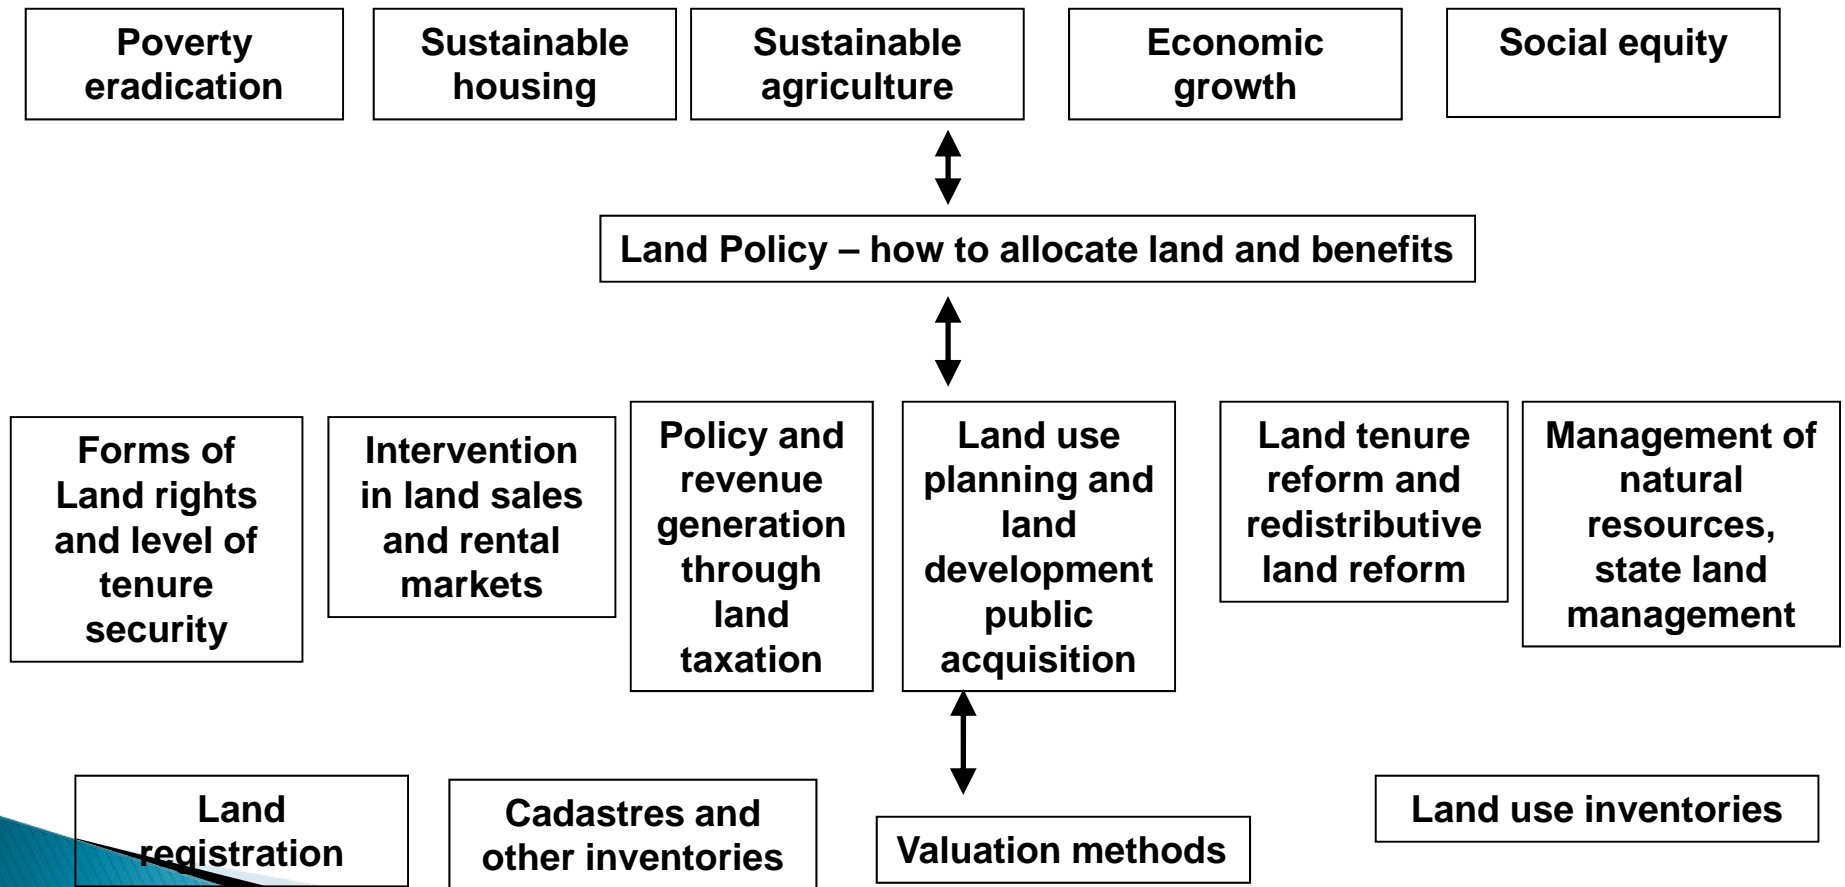 Poverty
eradication
Sustainable
housing
Sustainable
agriculture
Economic
growth
Social equity
Land Policy – how to allocate land and benefits
Forms of
Land rights
and level of
tenure
security
Intervention
in land sales
and rental
markets
Policy and
revenue
generation
through
land
taxation
Land use
planning and
land
development
public
acquisition
Land tenure
reform and
redistributive
land reform
Management of
natural
resources,
state land
management
Land
registration
Cadastres and
other inventories
Valuation methods
Land use inventories